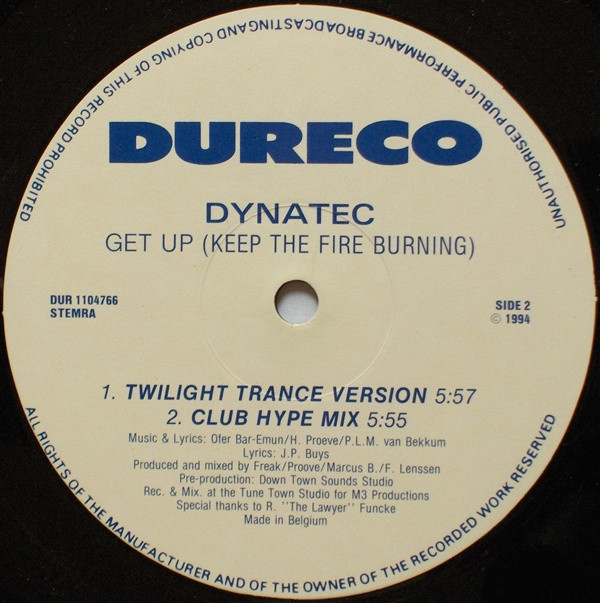 UNAUTHORISED PUBLIC PERFORMANCE BROADCASTING AND COPYING OF THIS RECORD PROHIBITED
DURECO
DYNATEC
GET UP (KEEP THE FIRE BURNING)
DUR 1104766
STEMRA
SIDE 2
© 1994
1. TWILIGHT TRANCE VERSION 5:57
2. CLUB HYPE MIX 5:55
Music & Lyrics: Ofer Bar-Emun/H. Proeve/P.L.M. van Bekkum
Lyrics: J.P. Buys
Produced and mixed by Freak/Proove/Marcus B./F. Lenssen
Pre-production: Down Town Sounds Studio
Rec. & Mix. at the Tune Town Studio for M3 Productions
Special thanks to R. ''The Lawyer'' Funcke
Made in Belgium
ALL RIGHTS OF THE MANUFACTURER AND OF THE OWNER OF THE RECORDED WORK RESERVED